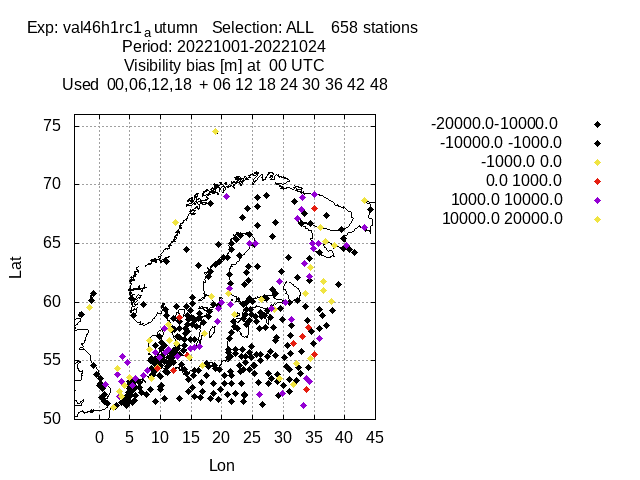 Exp: val46h1rc1autumn Selection: ALL 658 stations
Period: 20221001-20221024
Visibility bias [m] at 00 UTC
Used 00,06,12,18 + 06 12 18 24 30 36 42 48
-20000.0-10000.0
-10000.0 -1000.0
-1000.0 0.0
0.0 1000.0
1000.0 10000.0
10000.0 20000.0
75
70
65
60
55
50
Lat
0 5 10 15 20 25 30 35 40 45
Lon